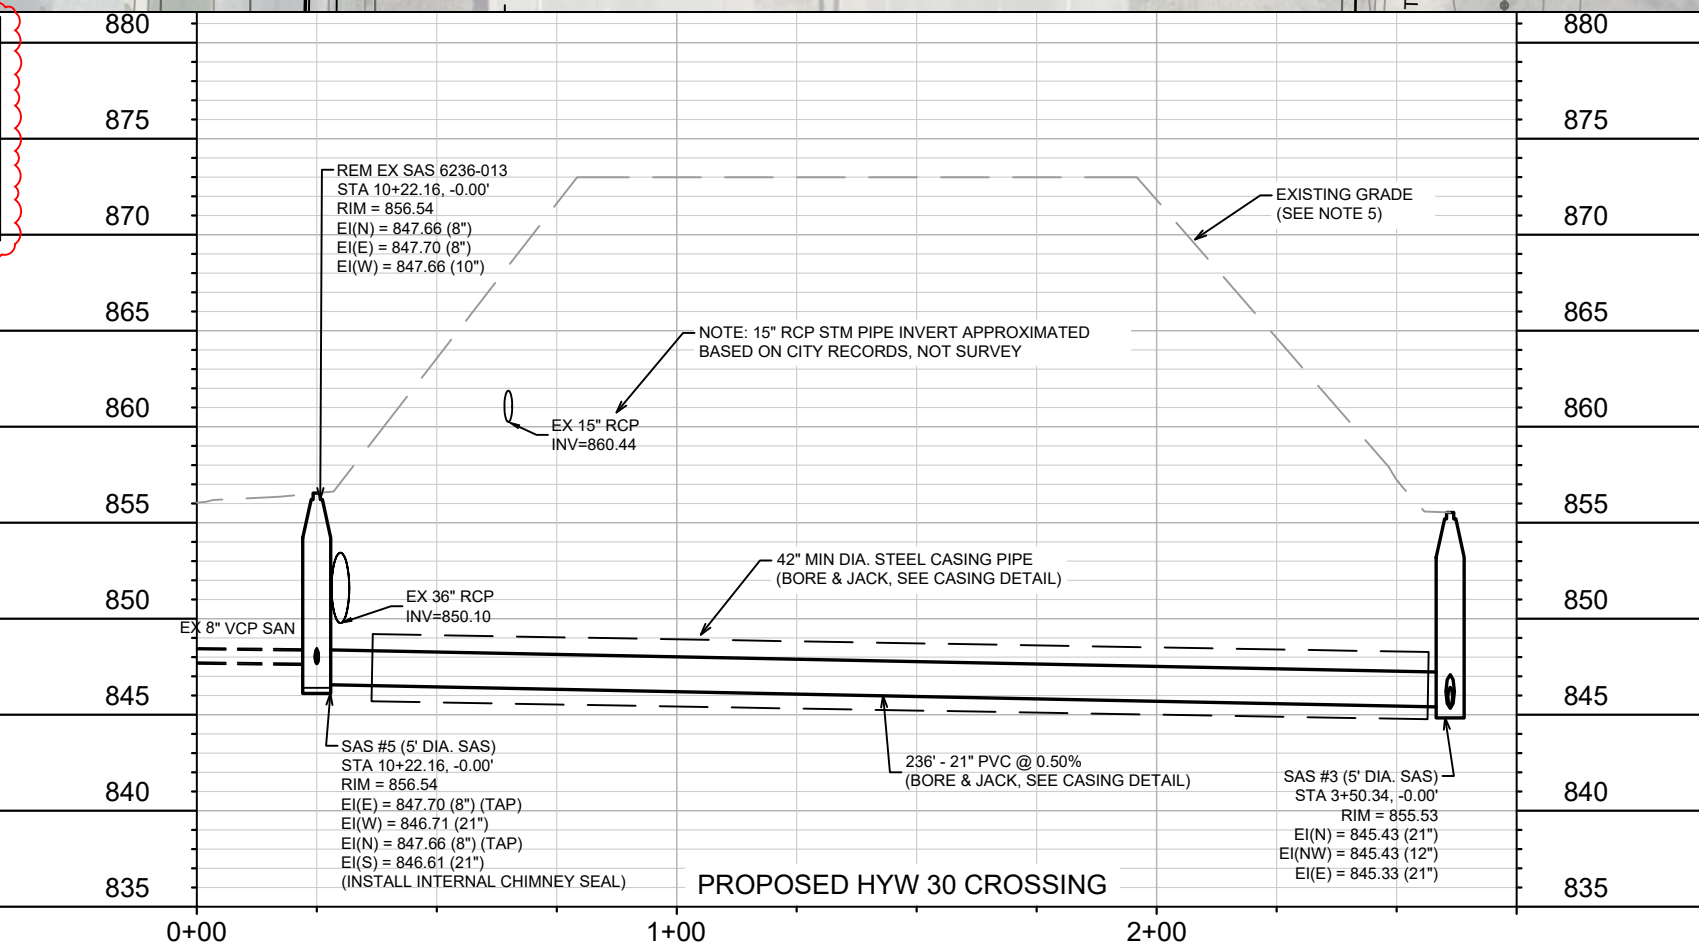 880
875
870
865
860
855
850
845
840
835
REM EX SAS 6236-013
STA 10+22.16, -0.00'
RIM = 856.54
EI(N) = 847.66 (8")
EI(E) = 847.70 (8")
EI(W) = 847.66 (10")
EXISTING GRADE
(SEE NOTE 5)
NOTE: 15" RCP STM PIPE INVERT APPROXIMATED
BASED ON CITY RECORDS, NOT SURVEY
EX 15" RCP
INV=860.44
42" MIN DIA. STEEL CASING PIPE
(BORE & JACK, SEE CASING DETAIL)
EX 36" RCP
INV=850.10
EX 8" VCP SAN
SAS #5 (5' DIA. SAS)
STA 10+22.16, -0.00'
RIM = 856.54
EI(E) = 847.70 (8") (TAP)
EI(W) = 846.71 (21")
EI(N) = 847.66 (8") (TAP)
EI(S) = 846.61 (21")
(INSTALL INTERNAL CHIMNEY SEAL)
236' - 21" PVC @ 0.50%
(BORE & JACK, SEE CASING DETAIL)
SAS #3 (5' DIA. SAS)
STA 3+50.34, -0.00'
RIM = 855.53
EI(N) = 845.43 (21")
EI(NW) = 845.43 (12")
EI(E) = 845.33 (21")
PROPOSED HYW 30 CROSSING
880
875
870
865
860
855
850
845
840
835
0+00
1+00
2+00